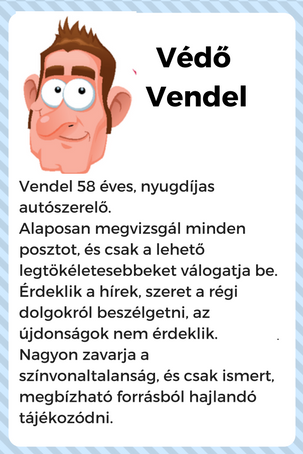 Védő
Vendel
Vendel 58 éves, nyugdíjas
autószerelő.
Alaposan megvizsgál minden
posztot, és csak a lehető
legtökéletesebbeket válogatja be.
Érdeklik a hírek, szeret a régi
dolgokról beszélgetni, az
újdonságok nem érdeklik.
Nagyon zavarja a
színvonaltalanság, és csak ismert,
megbízható forrásból hajlandó
tájékozódni.